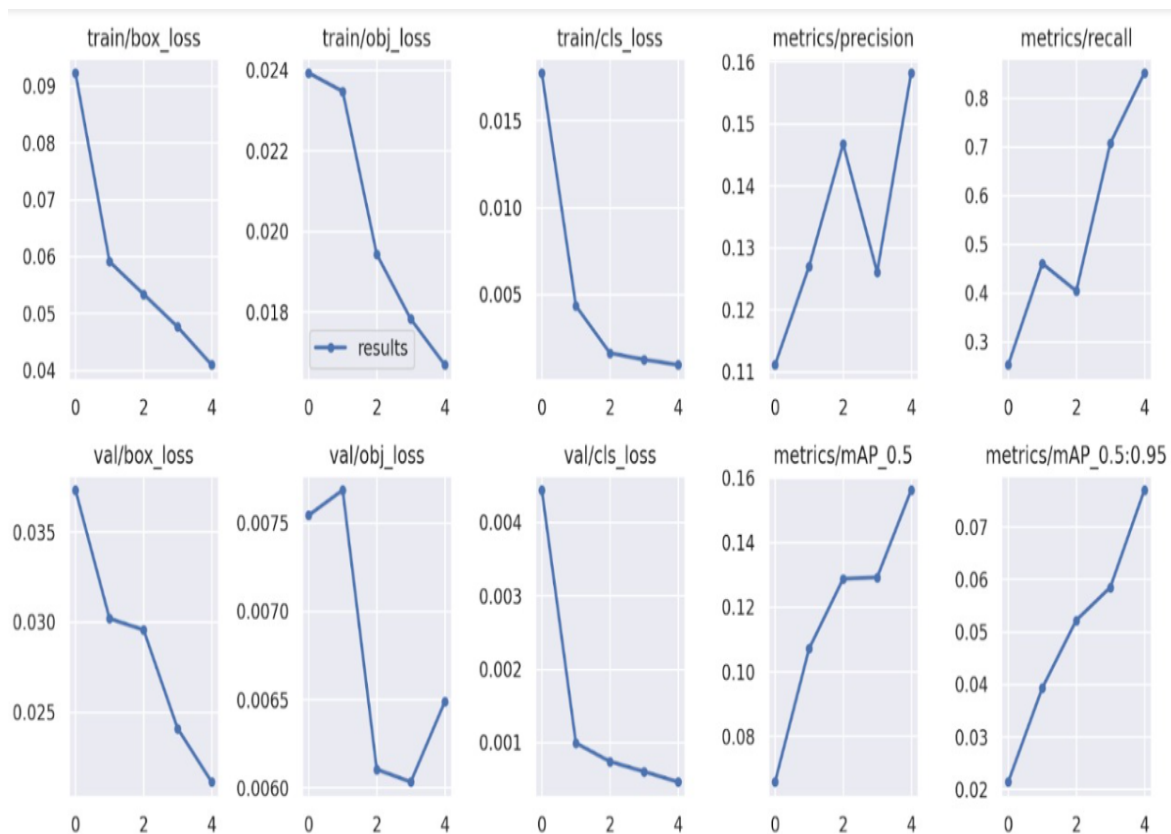 train/box_loss
0.09
0.08
0.07
0.06
0.05
0.04
0 2 4
train/obj_loss
0.024
0.022
0.020
0.018
results
0 2 4
train/cls_loss
0.015
0.010
0.005
0 2 4
metrics/precision
0.16
0.15
0.14
0.13
0.12
0.11
0 2 4
metrics/recall
0.8
0.7
0.6
0.5
0.4
0.3
0 2 4
val/box_loss
0.035
0.030
0.025
0 2 4
val/obj_loss
0.0075
0.0070
0.0065
0.0060
0 2 4
val/cls_loss
0.004
0.003
0.002
0.001
0 2 4
metrics/mAP_0.5
0.16
0.14
0.12
0.10
0.08
0 2 4
metrics/mAP_0.5:0.95
0.07
0.06
0.05
0.04
0.03
0.02
0 2 4